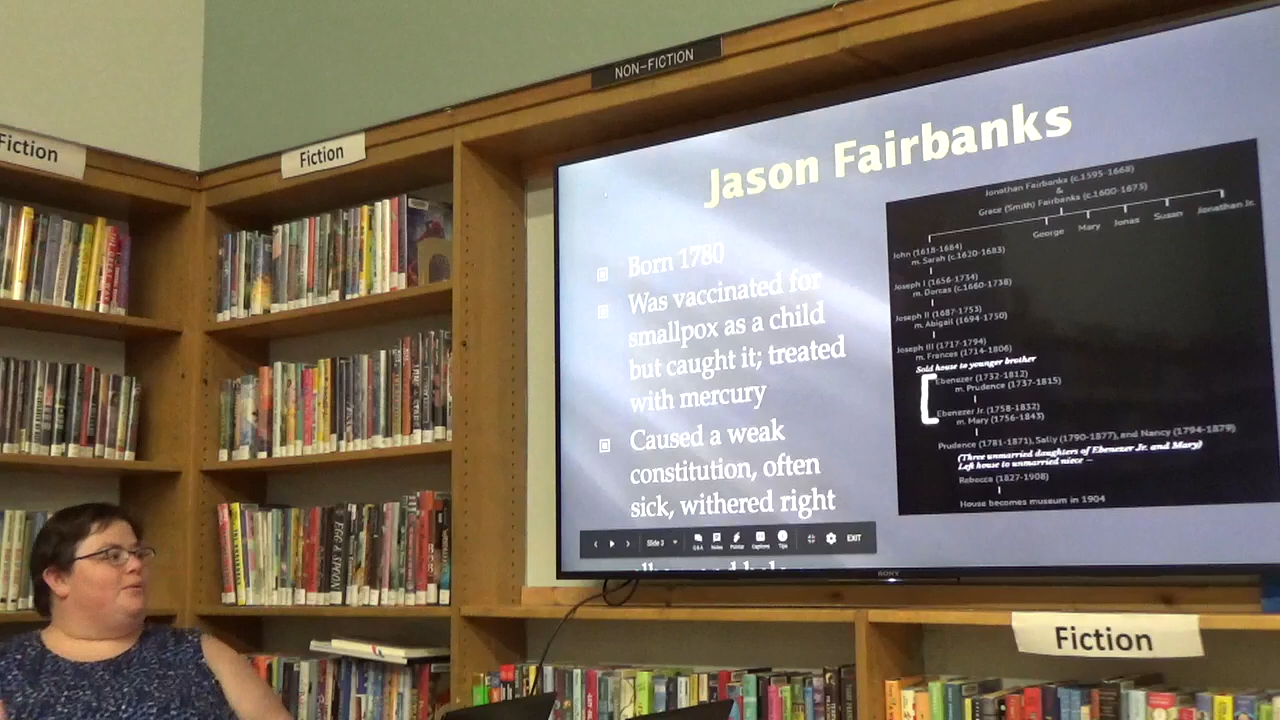 NON-FICTION
Fiction
Fiction
Jason Fairbanks
Born 1780
Was vaccinated for
smallpox as a child
but caught it; treated
with mercury
Caused a weak
constitution, often
sick, withered right
Jonathan Fairbanks (c.1595-1668)
&
Grace (Smith) Fairbanks (c.1600-1673)
George Mary Jonas Susan Jonathan Jr.
John (1618-1684)
m. Sarah (c.1620-1683)
Joseph I (1656-1734)
m. Dorcas (c.1660-1738)
Joseph II (1687-1753)
m. Abigail (1694-1750)
Joseph III (1717-1794)
m. Frances (1714-1806)
Sold house to younger brother
Ebenezer (1732-1812)
m. Prudence (1737-1815)
Ebenezer Jr. (1758-1832)
m. Mary (1756-1843)
Prudence (1781-1871), Sally (1790-1877), and Nancy (1794-1879)
(Three unmarried daughters of Ebenezer Jr. and Mary)
Left house to unmarried niece —
Rebecca (1827-1908)
House becomes museum in 1904
Slide 3
Q&A Notes Pointer Captions Tips
EXIT
SONY
EGG & SPOON
Fiction